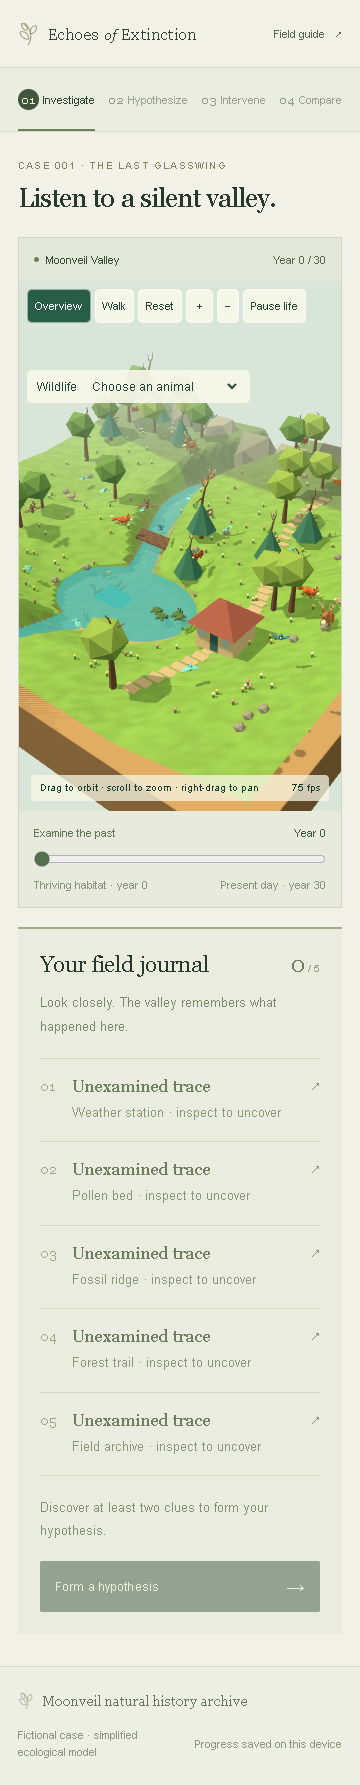 Echoes of Extinction
Field guide ↗
01 Investigate 02 Hypothesize 03 Intervene 04 Compare
CASE 001 · THE LAST GLASSWING
Listen to a silent valley.
Moonveil Valley Year 0 / 30
Overview Walk Reset + − Pause life
Wildlife Choose an animal
Drag to orbit · scroll to zoom · right-drag to pan 75 fps
Examine the past Year 0
Thriving habitat · year 0 Present day · year 30
Your field journal 0 / 5
Look closely. The valley remembers what
happened here.
01 Unexamined trace ↗
Weather station · inspect to uncover
02 Unexamined trace ↗
Pollen bed · inspect to uncover
03 Unexamined trace ↗
Fossil ridge · inspect to uncover
04 Unexamined trace ↗
Forest trail · inspect to uncover
05 Unexamined trace ↗
Field archive · inspect to uncover
Discover at least two clues to form your
hypothesis.
Form a hypothesis →
Moonveil natural history archive
Fictional case · simplified
ecological model
Progress saved on this device